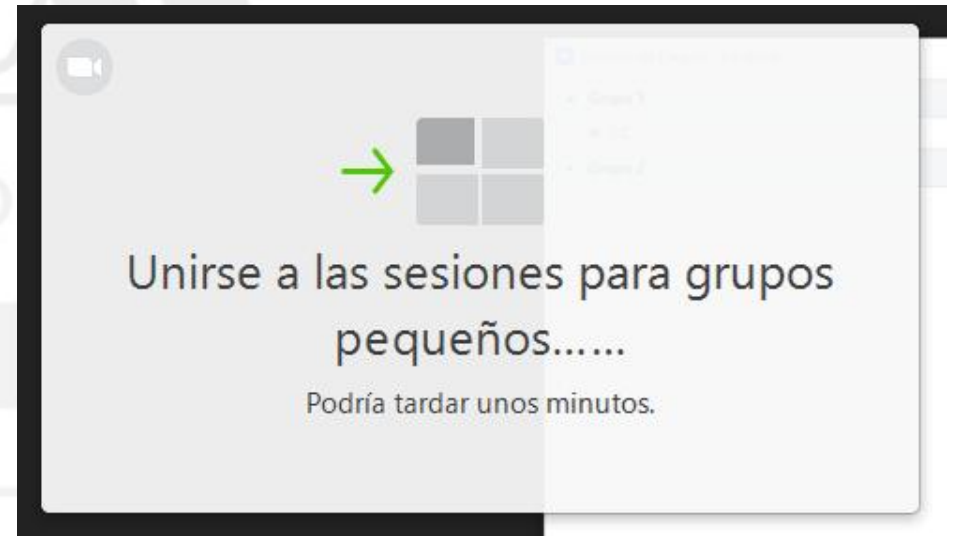 Unirse a las sesiones para grupos
pequeños......
Podría tardar unos minutos.